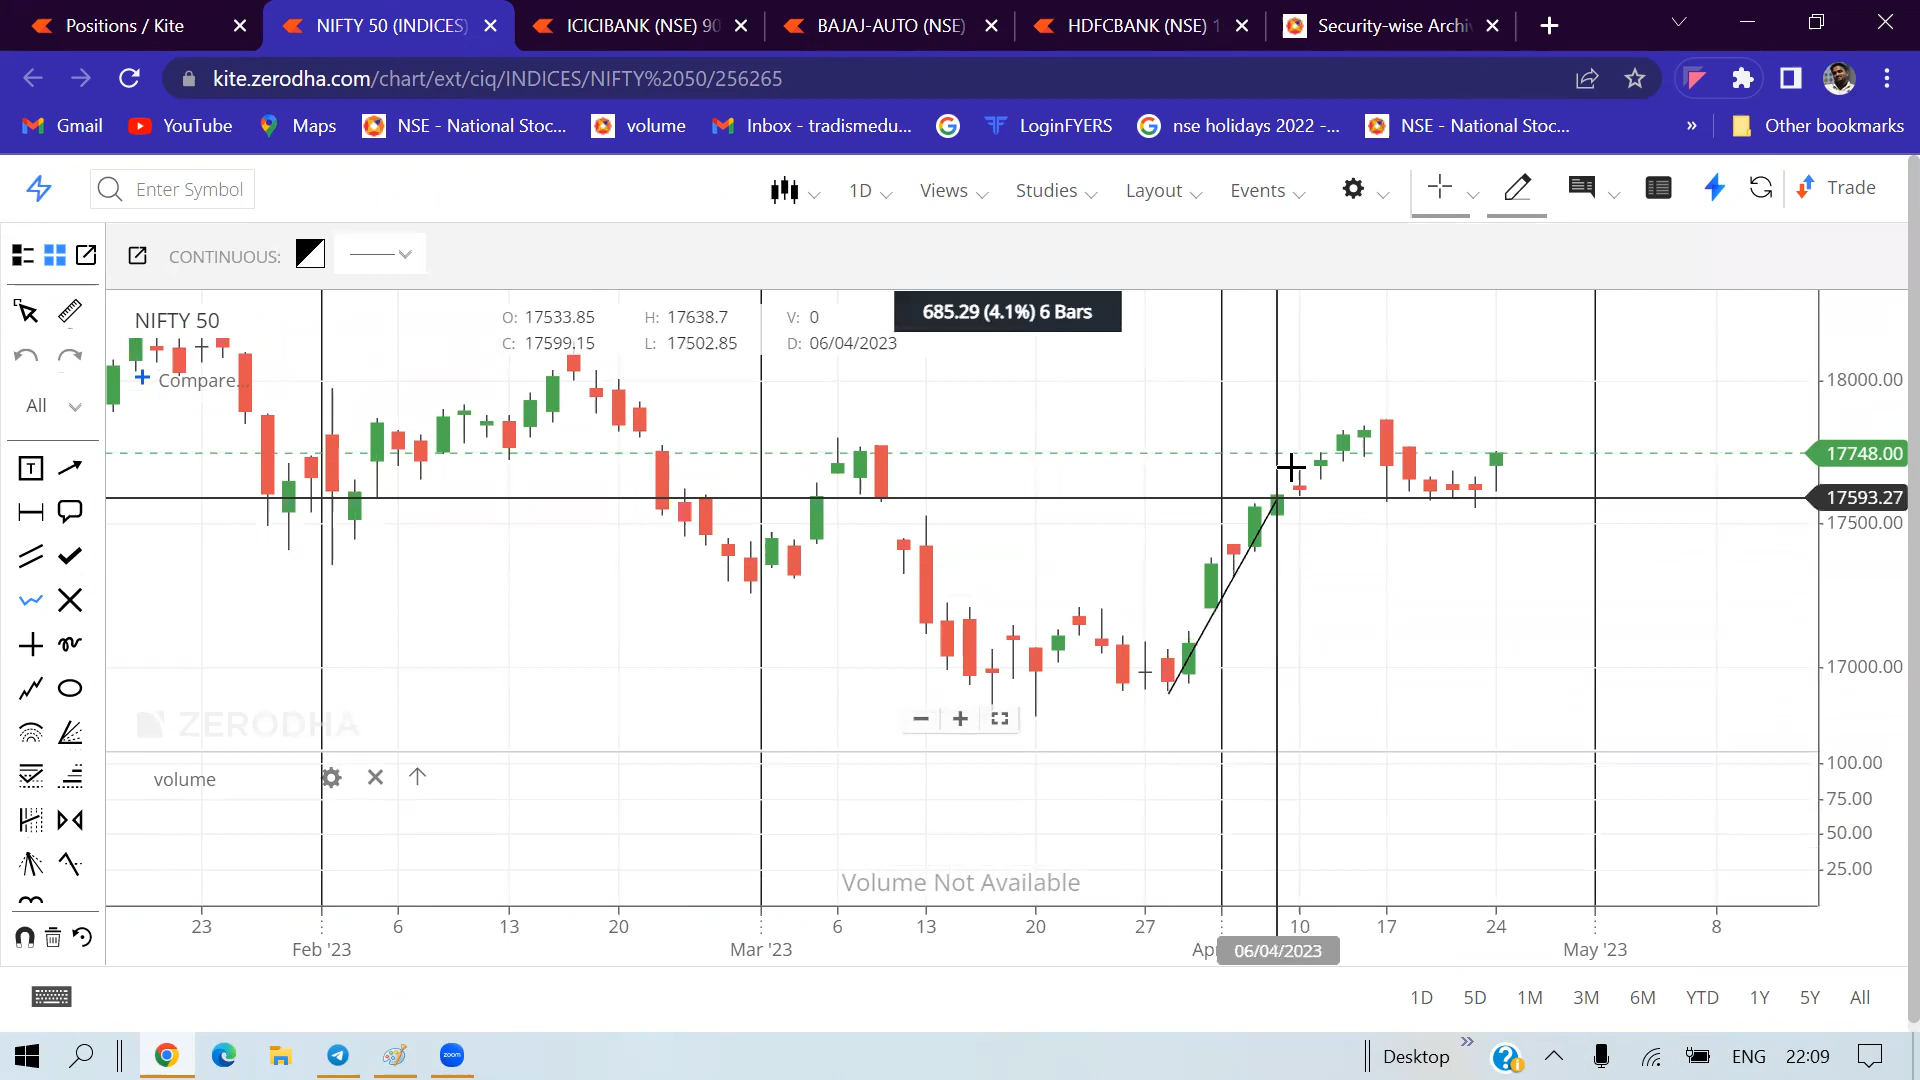 Positions / Kite
NIFTY 50 (INDICES)
ICICIBANK (NSE) 90
BAJAJ-AUTO (NSE)
HDFCBANK (NSE) 1
Security-wise Archi
kite.zerodha.com/chart/ext/ciq/INDICES/NIFTY%2050/256265
Gmail
YouTube
Maps
NSE - National Stoc...
volume
Inbox - tradismedu...
LoginFYERS
nse holidays 2022 -...
NSE - National Stoc...
»
Other bookmarks
Enter Symbol
1D
Views
Studies
Layout
Events
Trade
CONTINUOUS:
NIFTY 50
O: 17533.85 H: 17638.7 V: 0
C: 17599.15 L: 17502.85 D: 06/04/2023
685.29 (4.1%) 6 Bars
+ Compare...
All
18000.00
17748.00
17593.27
17500.00
17000.00
ZERODHA
volume
100.00
75.00
50.00
25.00
Volume Not Available
23 6 13 20 6 13 20 27 10 17 24 8
Feb '23 Mar '23 Apr 06/04/2023 May '23
1D 5D 1M 3M 6M YTD 1Y 5Y All
zoom
Desktop
»
ENG
22:09